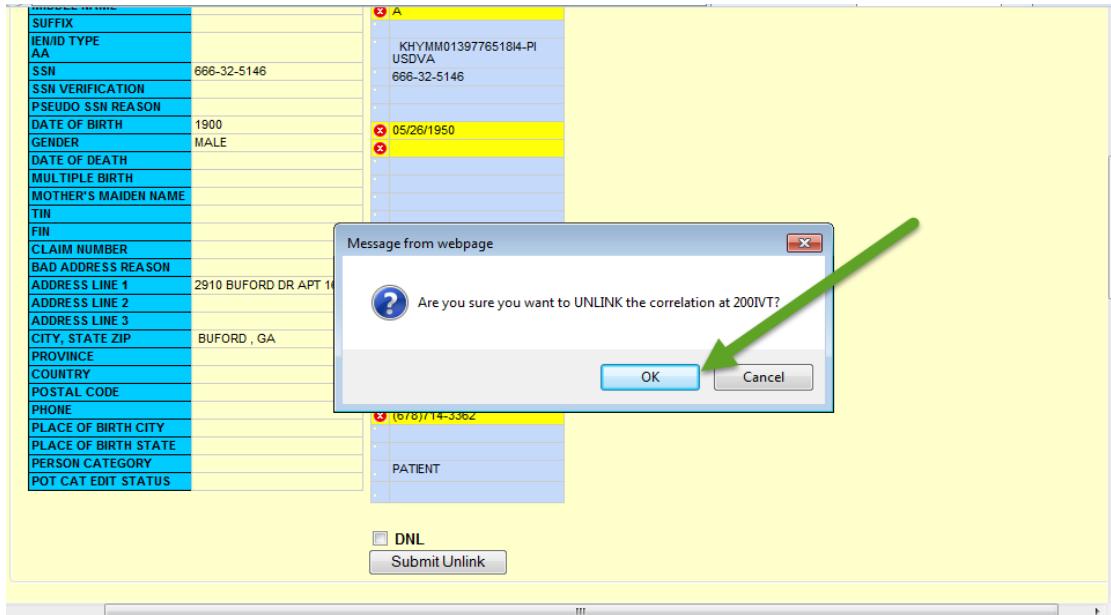 MIDDLE NAME A
SUFFIX
IEN/ID TYPE
AA
KHYMM0139776518I4-PI
USDVA
SSN 666-32-5146 666-32-5146
SSN VERIFICATION
PSEUDO SSN REASON
DATE OF BIRTH 1900 05/26/1950
GENDER MALE
DATE OF DEATH
MULTIPLE BIRTH
MOTHER'S MAIDEN NAME
TIN
FIN
CLAIM NUMBER
BAD ADDRESS REASON
ADDRESS LINE 1 2910 BUFORD DR APT
ADDRESS LINE 2
ADDRESS LINE 3
CITY, STATE ZIP BUFORD , GA
PROVINCE
COUNTRY
POSTAL CODE
PHONE (678)714-3362
PLACE OF BIRTH CITY
PLACE OF BIRTH STATE
PERSON CATEGORY PATIENT
POT CAT EDIT STATUS
Message from webpage
Are you sure you want to UNLINK the correlation at 200IVT?
OK Cancel
DNL
Submit Unlink